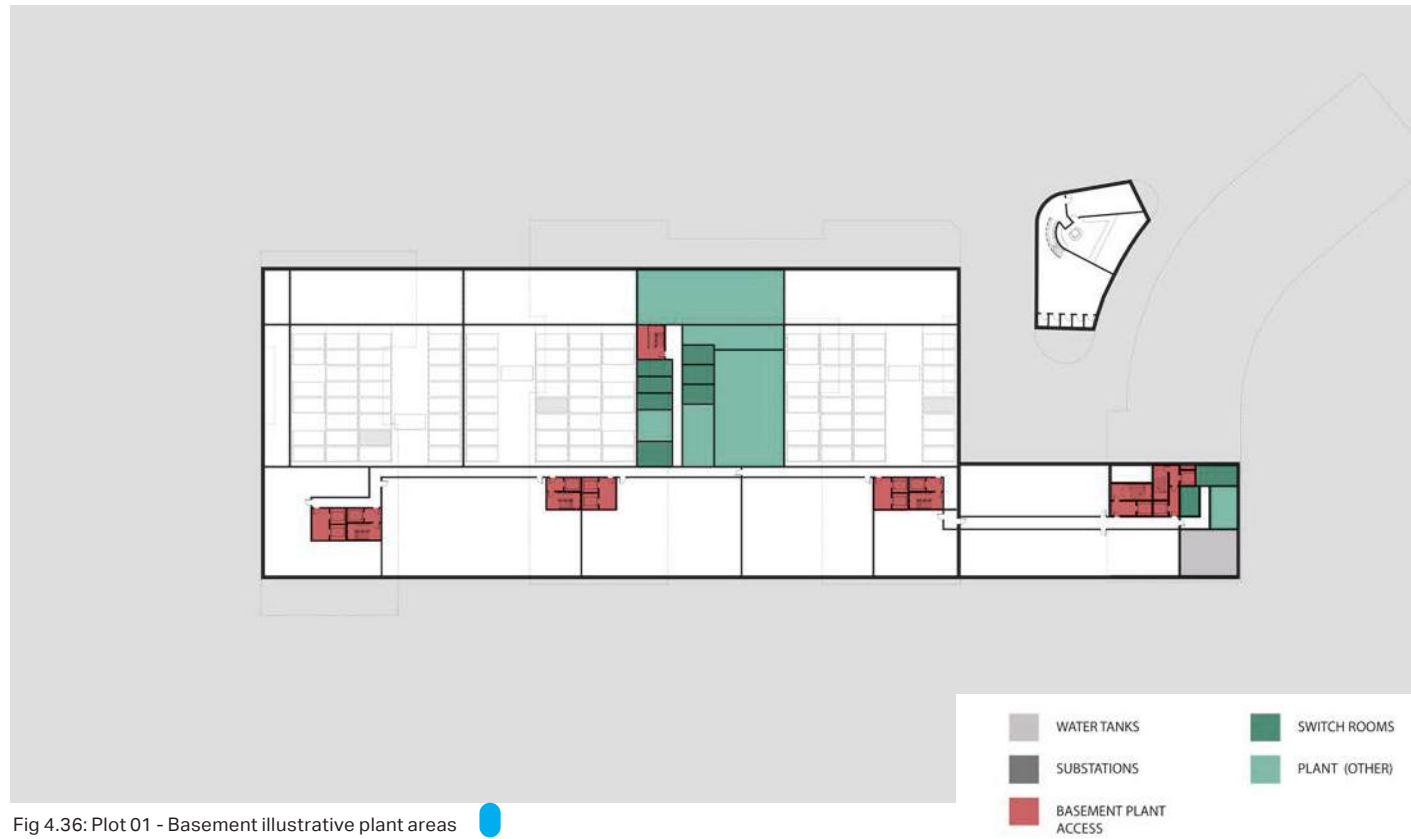 WATER TANKS
SUBSTATIONS
BASEMENT PLANT
ACCESS
SWITCH ROOMS
PLANT (OTHER)
Fig 4.36: Plot 01 - Basement illustrative plant areas